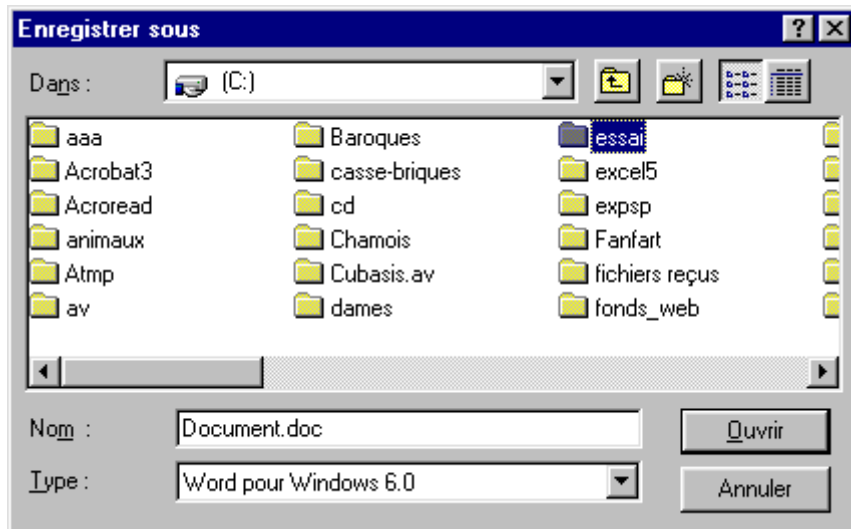 Enregistrer sous
Dans : (C:)
aaa Baroques essai
Acrobat3 casse-briques excel5
Acroread cd expsp
animaux Chamois Fanfart
Atmp Cubasis.av fichiers reçus
av dames fonds_web
Nom : Document.doc Ouvrir
Type : Word pour Windows 6.0 Annuler